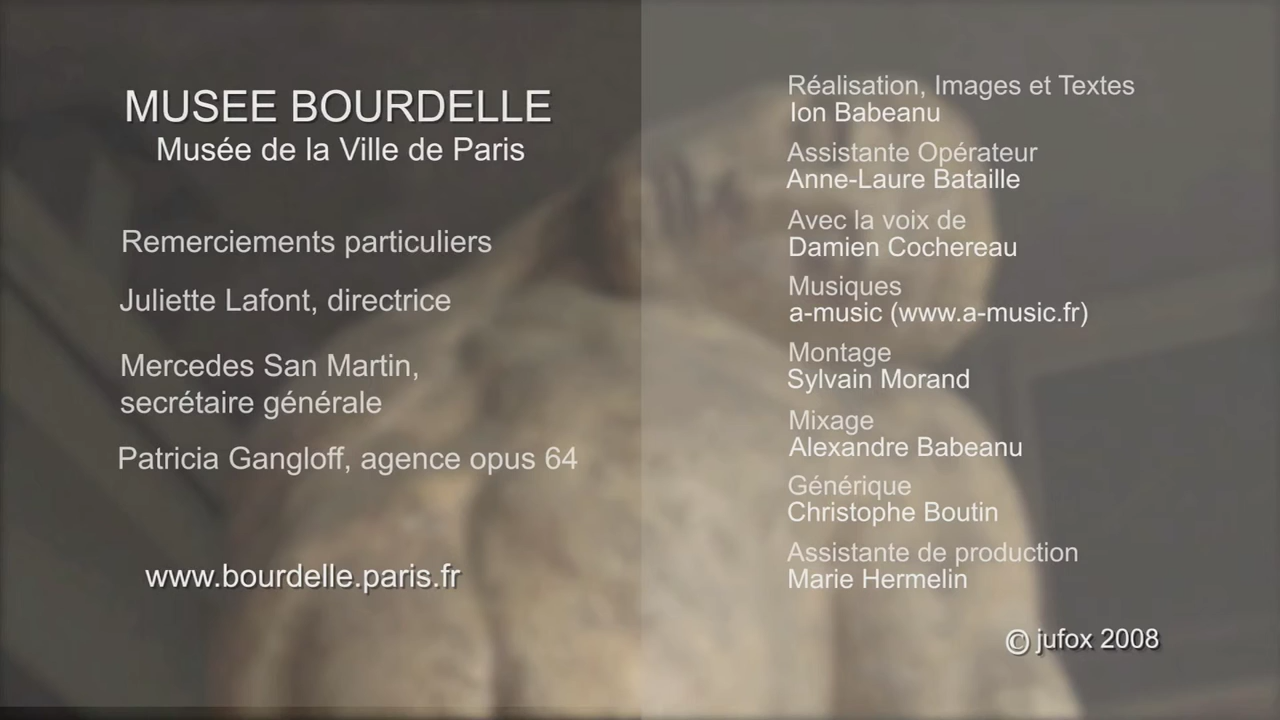 MUSEE BOURDELLE
Musée de la Ville de Paris
Remerciements particuliers
Juliette Lafont, directrice
Mercedes San Martin,
secrétaire générale
Patricia Gangloff, agence opus 64
www.bourdelle.paris.fr
Réalisation, Images et Textes
Ion Babeanu
Assistante Opérateur
Anne-Laure Bataille
Avec la voix de
Damien Cochereau
Musiques
a-music (www.a-music.fr)
Montage
Sylvain Morand
Mixage
Alexandre Babeanu
Générique
Christophe Boutin
Assistante de production
Marie Hermelin
© jufox 2008